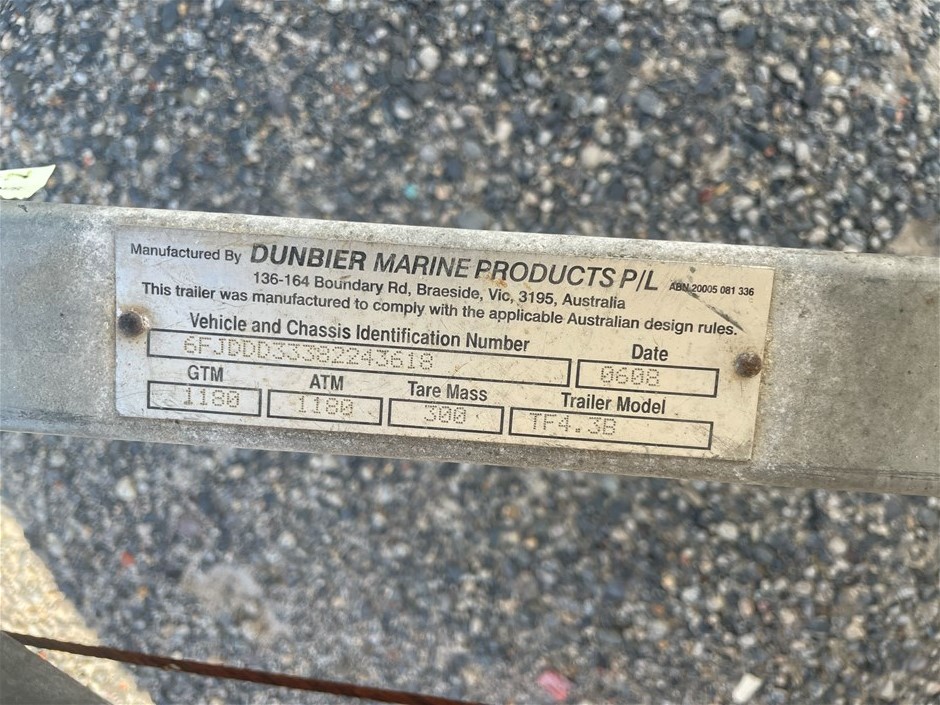 Manufactured By DUNBIER MARINE PRODUCTS P/L ABN 20005 081 336
136-164 Boundary Rd, Braeside, Vic, 3195, Australia
This trailer was manufactured to comply with the applicable Australian design rules.
Vehicle and Chassis Identification Number Date
6FJDDD33382243618 0608
GTM ATM Tare Mass Trailer Model
1180 1180 300 TF4.3B